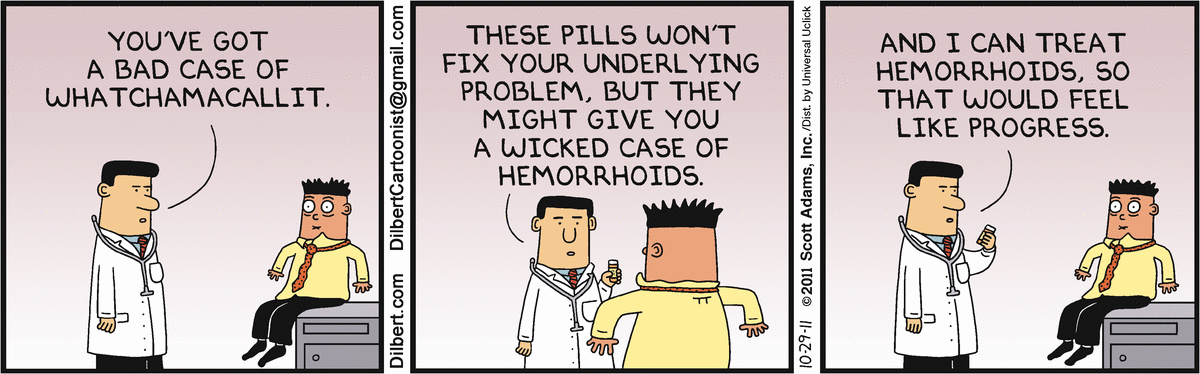 YOU'VE GOT
A BAD CASE OF
WHATCHAMACALLIT.
Dilbert.com DilbertCartoonist@gmail.com
THESE PILLS WON'T
FIX YOUR UNDERLYING
PROBLEM, BUT THEY
MIGHT GIVE YOU
A WICKED CASE OF
HEMORRHOIDS.
10-29-11 ©2011 Scott Adams, Inc. /Dist. by Universal Uclick
AND I CAN TREAT
HEMORRHOIDS, SO
THAT WOULD FEEL
LIKE PROGRESS.